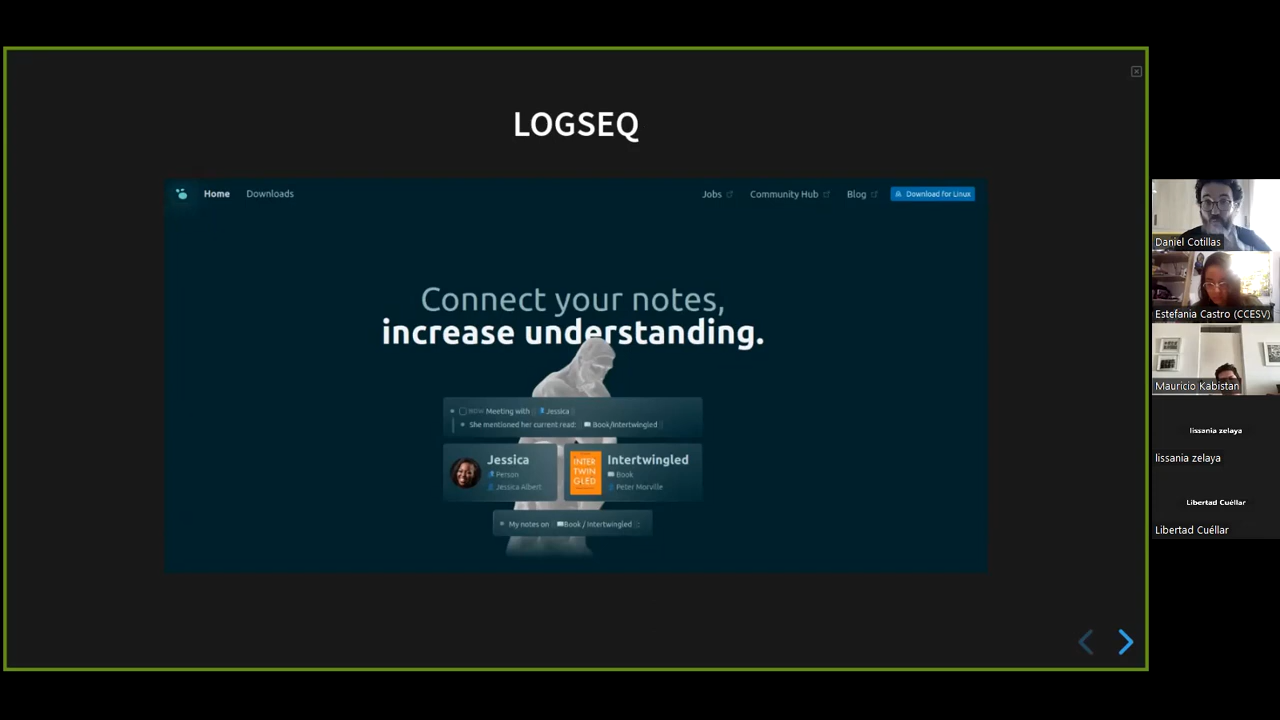 LOGSEQ
Home Downloads Jobs Community Hub Blog Download for Linux
Connect your notes,
increase understanding.
NOW Meeting with Jessica
She mentioned her current read: Book/Intertwingled
Jessica
Person
Jessica Albert
INTER
TWIN
GLED
Intertwingled
Book
Peter Morville
My notes on Book / Intertwingled
Daniel Cotillas
Estefania Castro (CCESV)
Mauricio Kabistan
lissania zelaya
lissania zelaya
Libertad Cuéllar
Libertad Cuéllar